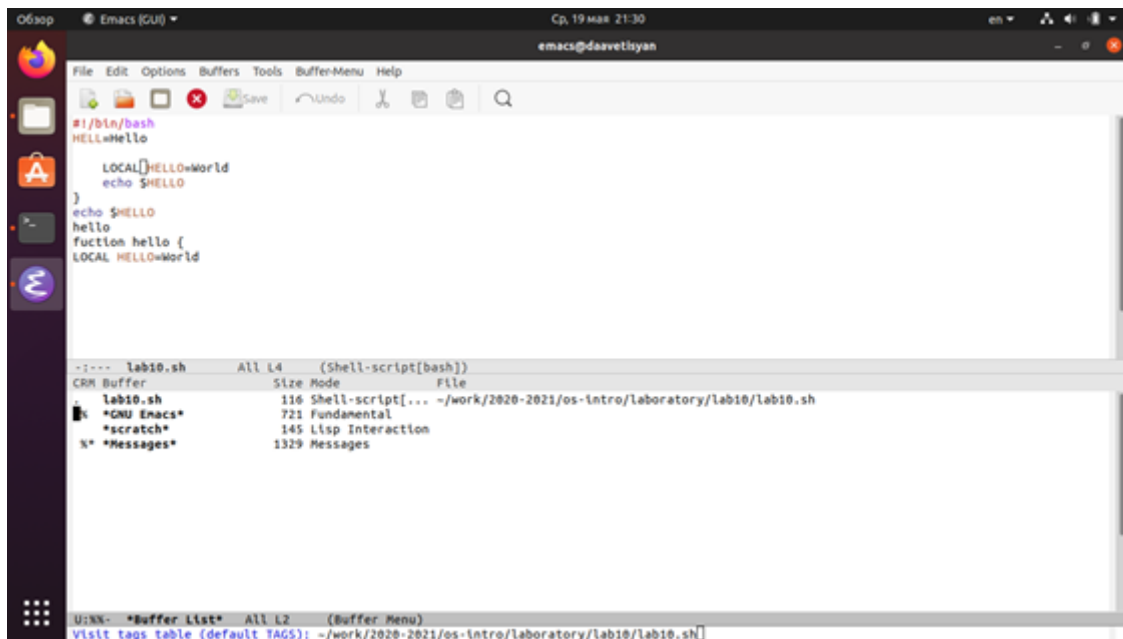 Обзор Emacs (GUI) Ср, 19 мая 21:30 en
emacs@daavetisyan
File Edit Options Buffers Tools Buffer-Menu Help
Save Undo
#!/bin/bash
HELL=Hello
LOCAL HELLO=World
echo $HELLO
}
echo $HELLO
hello
fuction hello {
LOCAL HELLO=World
-:--- lab10.sh All L4 (Shell-script[bash])
CRM Buffer Size Mode File
. lab10.sh 116 Shell-script[... ~/work/2020-2021/os-intro/laboratory/lab10/lab10.sh
% *GNU Emacs* 721 Fundamental
*scratch* 145 Lisp Interaction
%* *Messages* 1329 Messages
U:%%- *Buffer List* All L2 (Buffer Menu)
Visit tags table (default TAGS): ~/work/2020-2021/os-intro/laboratory/lab10/lab10.sh